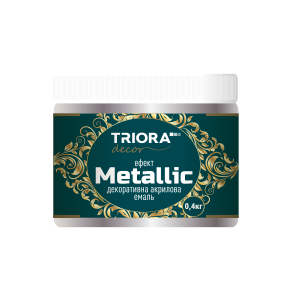 TRIORA
decor
ефект
Metallic
декоративна акрилова
емаль
0,4кг